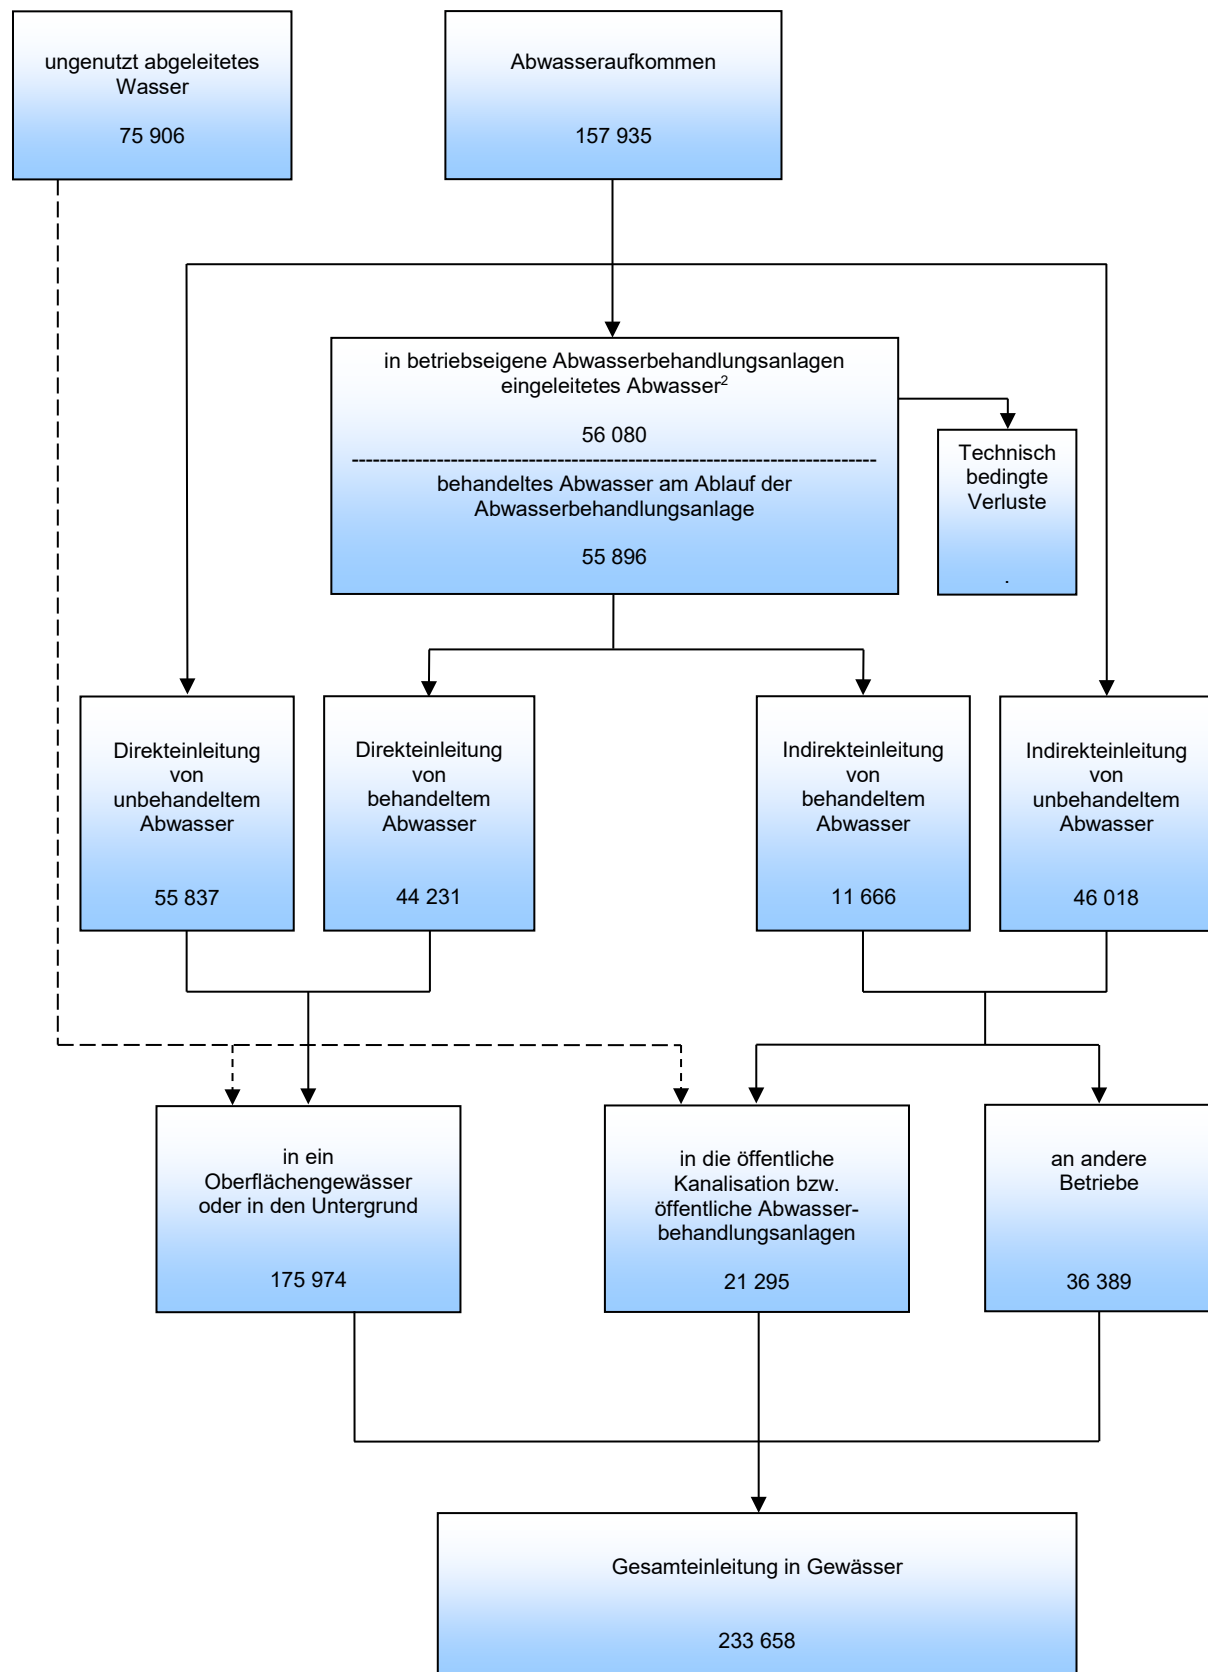 ungenutzt abgeleitetes
Wasser
75 906
Abwasseraufkommen
157 935
in betriebseigene Abwasserbehandlungsanlagen
eingeleitetes Abwasser²
56 080
behandeltes Abwasser am Ablauf der
Abwasserbehandlungsanlage
55 896
Technisch
bedingte
Verluste
.
Direkteinleitung
von
unbehandeltem
Abwasser
55 837
Direkteinleitung
von
behandeltem
Abwasser
44 231
Indirekteinleitung
von
behandeltem
Abwasser
11 666
Indirekteinleitung
von
unbehandeltem
Abwasser
46 018
in ein
Oberflächengewässer
oder in den Untergrund
175 974
in die öffentliche
Kanalisation bzw.
öffentliche Abwasser-
behandlungsanlagen
21 295
an andere
Betriebe
36 389
Gesamteinleitung in Gewässer
233 658